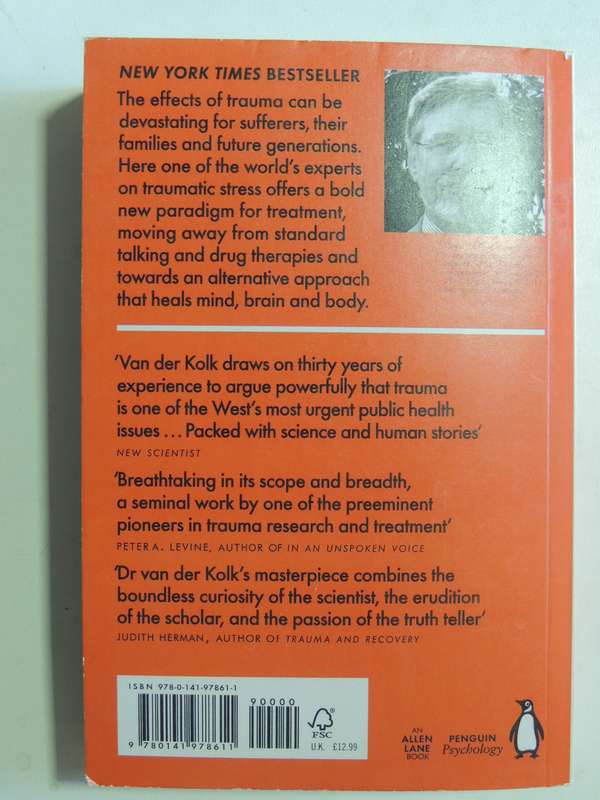 NEW YORK TIMES BESTSELLER
The effects of trauma can be
devastating for sufferers, their
families and future generations.
Here one of the world's experts
on traumatic stress offers a bold
new paradigm for treatment,
moving away from standard
talking and drug therapies and
towards an alternative approach
that heals mind, brain and body.
'Van der Kolk draws on thirty years of
experience to argue powerfully that trauma
is one of the West's most urgent public health
issues ... Packed with science and human stories'
NEW SCIENTIST
'Breathtaking in its scope and breadth,
a seminal work by one of the preeminent
pioneers in trauma research and treatment'
PETER A. LEVINE, AUTHOR OF IN AN UNSPOKEN VOICE
'Dr van der Kolk's masterpiece combines the
boundless curiosity of the scientist, the erudition
of the scholar, and the passion of the truth teller'
JUDITH HERMAN, AUTHOR OF TRAUMA AND RECOVERY
ISBN 978-0-141-97861-1
90000
9 780141 978611
FSC
U.K. £12.99
AN
ALLEN
LANE
BOOK
PENGUIN
Psychology